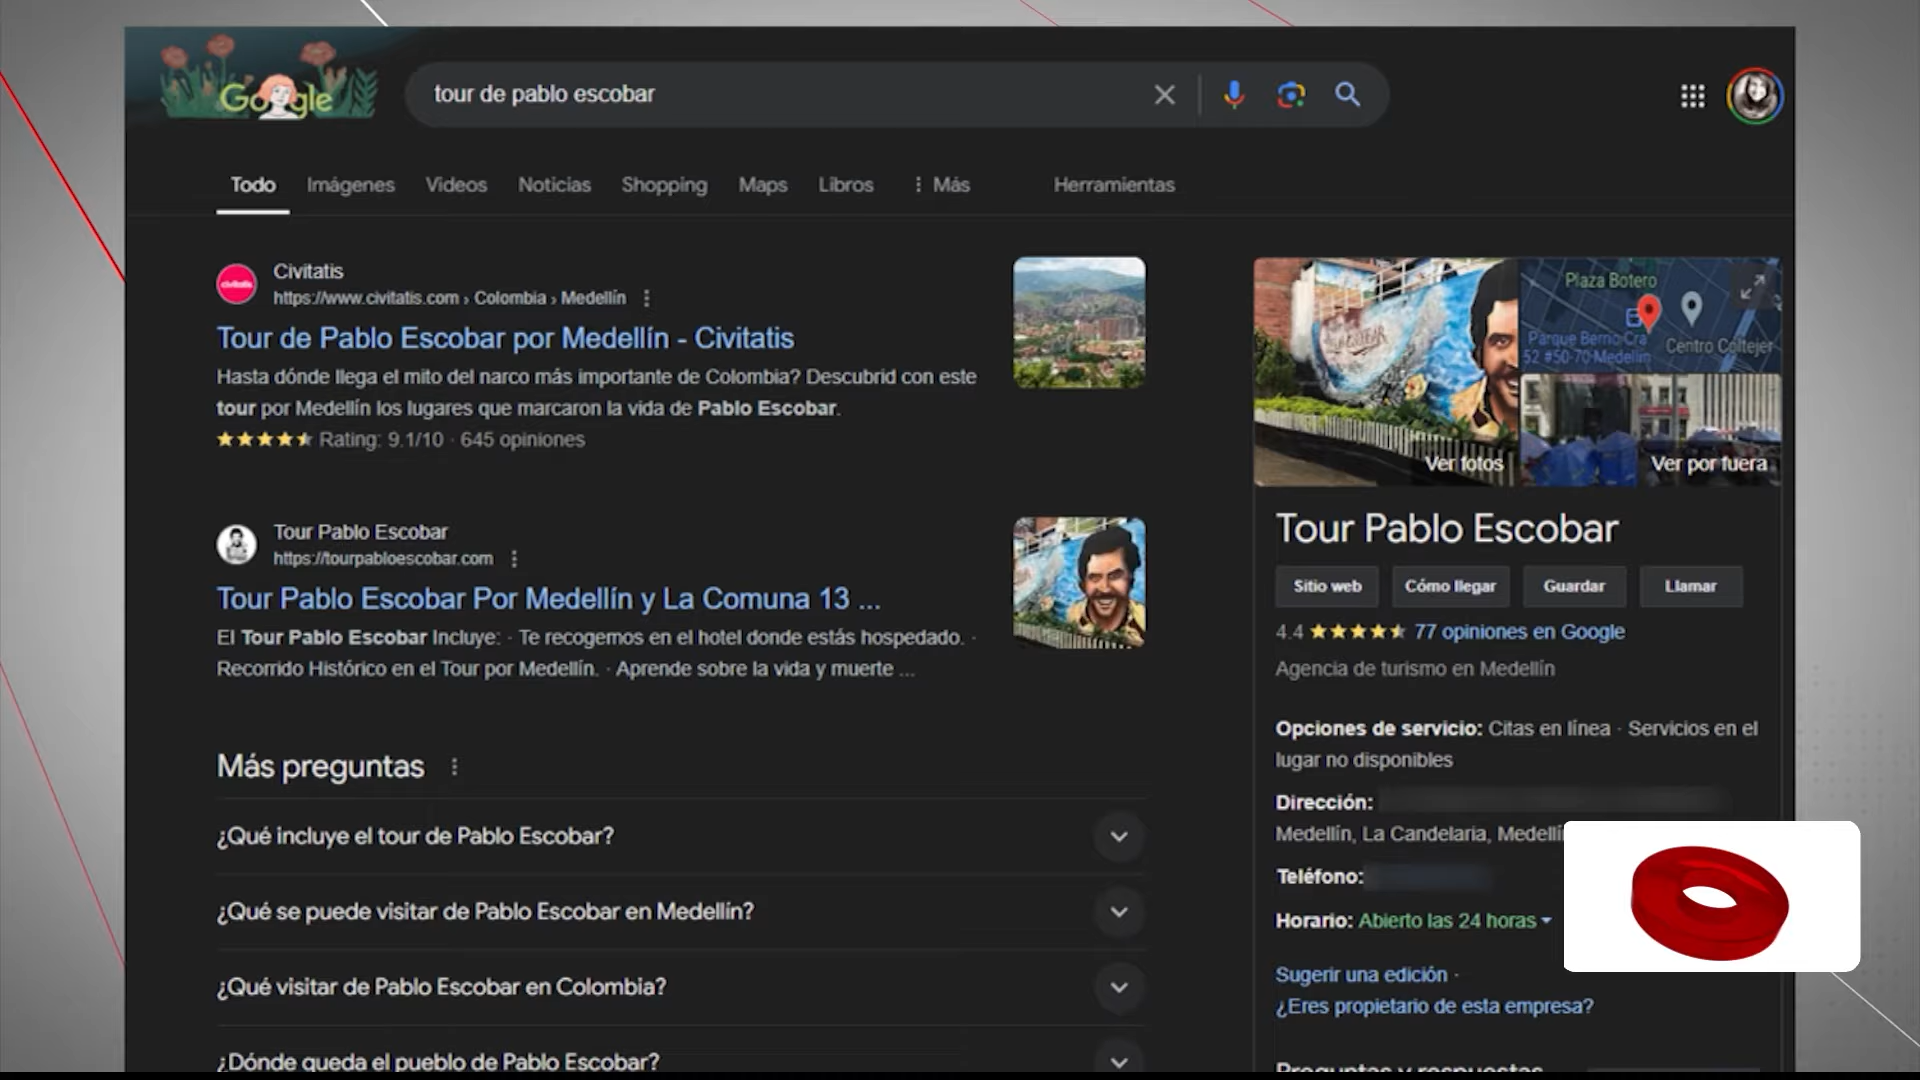 Google
tour de pablo escobar
Todo Imágenes Videos Noticias Shopping Maps Libros Más Herramientas
Civitatis
https://www.civitatis.com › Colombia › Medellín
Tour de Pablo Escobar por Medellín - Civitatis
Hasta dónde llega el mito del narco más importante de Colombia? Descubrid con este
tour por Medellín los lugares que marcaron la vida de Pablo Escobar.
Rating: 9.1/10 · 645 opiniones
Tour Pablo Escobar
https://tourpabloescobar.com
Tour Pablo Escobar Por Medellín y La Comuna 13 ...
El Tour Pablo Escobar Incluye: · Te recogemos en el hotel donde estás hospedado. ·
Recorrido Histórico en el Tour por Medellín. · Aprende sobre la vida y muerte ...
Más preguntas
¿Qué incluye el tour de Pablo Escobar?
¿Qué se puede visitar de Pablo Escobar en Medellín?
¿Qué visitar de Pablo Escobar en Colombia?
¿Dónde queda el pueblo de Pablo Escobar?
Plaza Botero
Parque Berrio Cra
52 #50-70 Medellín
Centro Coltejer
Ver fotos
Ver por fuera
Tour Pablo Escobar
Sitio web Cómo llegar Guardar Llamar
4.4 77 opiniones en Google
Agencia de turismo en Medellín
Opciones de servicio: Citas en línea · Servicios en el
lugar no disponibles
Dirección:
Medellín, La Candelaria,
Teléfono:
Horario: Abierto las 24 horas
Sugerir una edición ·
¿Eres propietario de esta empresa?
Preguntas y respuestas